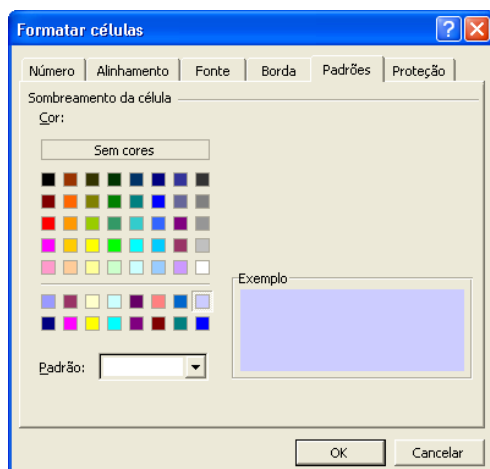 Formatar células
Número Alinhamento Fonte Borda Padrões Proteção
Sombreamento da célula
Cor:
Sem cores
Exemplo
Padrão:
OK Cancelar